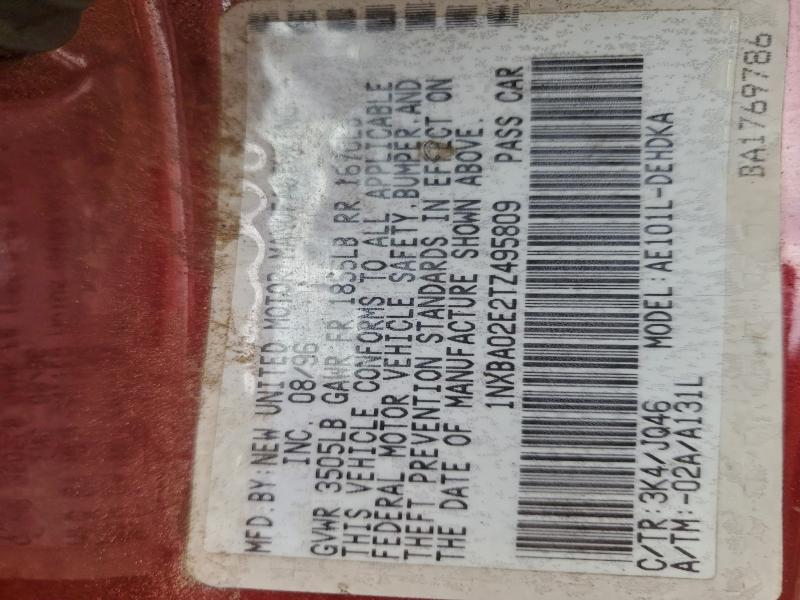 MFD.BY:NEW UNITED MOTOR
INC. 08/96
GVWR 3505LB GAWR FR 1835LB RR 1670LB
THIS VEHICLE CONFORMS TO ALL APPLICABLE
FEDERAL MOTOR VEHICLE SAFETY,BUMPER,AND
THEFT PREVENTION STANDARDS IN EFFECT ON
THE DATE OF MANUFACTURE SHOWN ABOVE.
1NXBA02E2TZ495809 PASS CAR
C/TR:3K4/JQ46 MODEL:AE101L-DEHDKA
A/TM:-02A/A131L
BA1769786